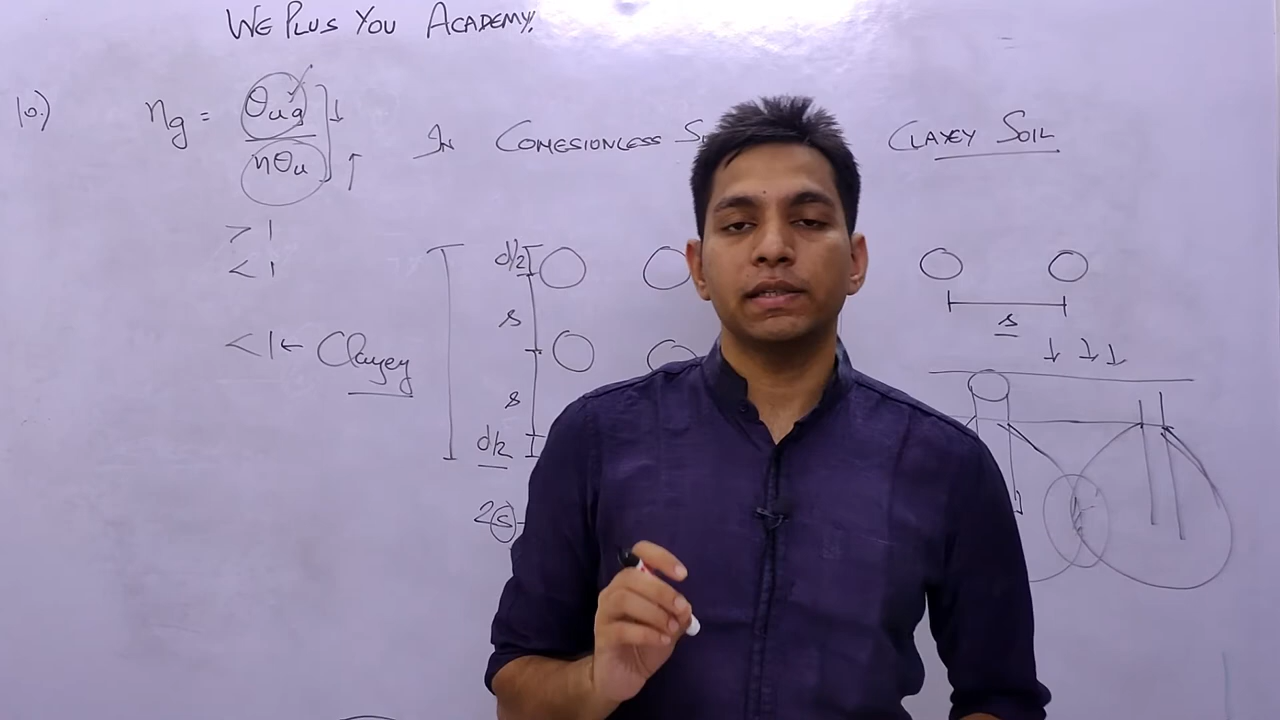 WE PLUS YOU ACADEMY.
10.)
ηg = Qug
nQu
IN COHESIONLESS S
CLAYEY SOIL
> 1
< 1
<1 ← Clayey
d/2
s
s
d/2
2(s)-
s